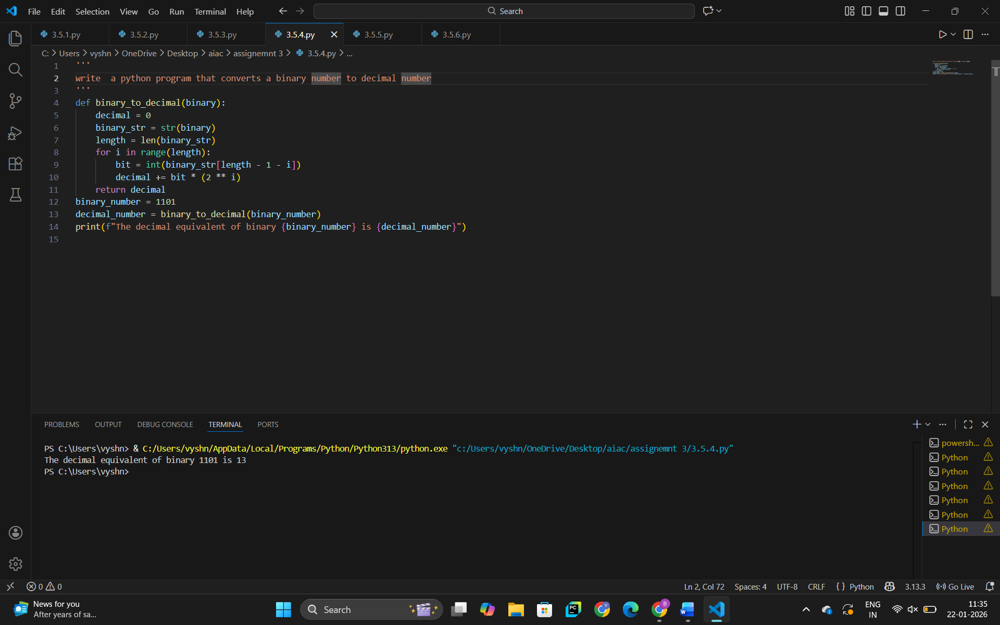 File Edit Selection View Go Run Terminal Help Search
3.5.1.py 3.5.2.py 3.5.3.py 3.5.4.py 3.5.5.py 3.5.6.py
C: > Users > vyshn > OneDrive > Desktop > aiac > assignemnt 3 > 3.5.4.py > ...
1 '''
2 write  a python program that converts a binary number to decimal number
3 '''
4 def binary_to_decimal(binary):
5     decimal = 0
6     binary_str = str(binary)
7     length = len(binary_str)
8     for i in range(length):
9         bit = int(binary_str[length - 1 - i])
10         decimal += bit * (2 ** i)
11     return decimal
12 binary_number = 1101
13 decimal_number = binary_to_decimal(binary_number)
14 print(f"The decimal equivalent of binary {binary_number} is {decimal_number}")
15
PROBLEMS OUTPUT DEBUG CONSOLE TERMINAL PORTS
PS C:\Users\vyshn> & C:/Users/vyshn/AppData/Local/Programs/Python/Python313/python.exe "c:/Users/vyshn/OneDrive/Desktop/aiac/assignemnt 3/3.5.4.py"
The decimal equivalent of binary 1101 is 13
PS C:\Users\vyshn>
powersh...
Python
Python
Python
Python
Python
Python
0 0 Ln 2, Col 72 Spaces: 4 UTF-8 CRLF { } Python 3.13.3 Go Live
News for you
After years of sa...
Search
ENG
IN
11:35
22-01-2026